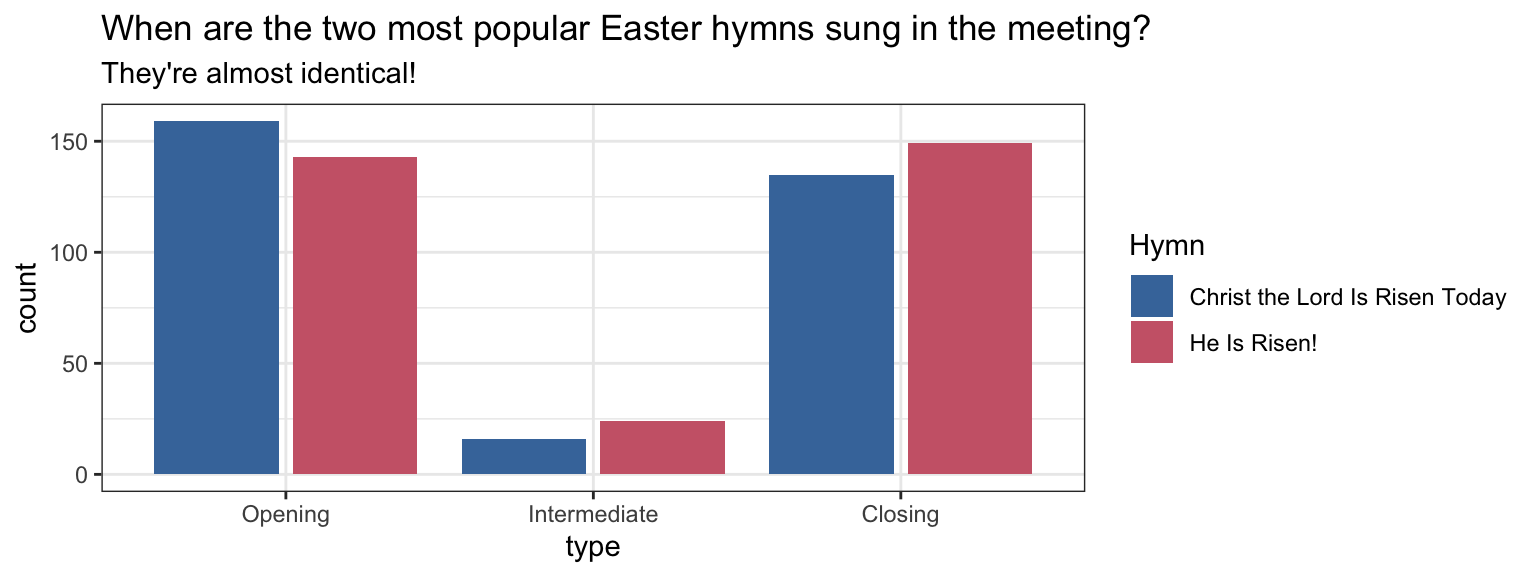 When are the two most popular Easter hymns sung in the meeting?
They're almost identical!
count
150
100
50
0
Opening Intermediate Closing
type
Hymn
Christ the Lord Is Risen Today
He Is Risen!